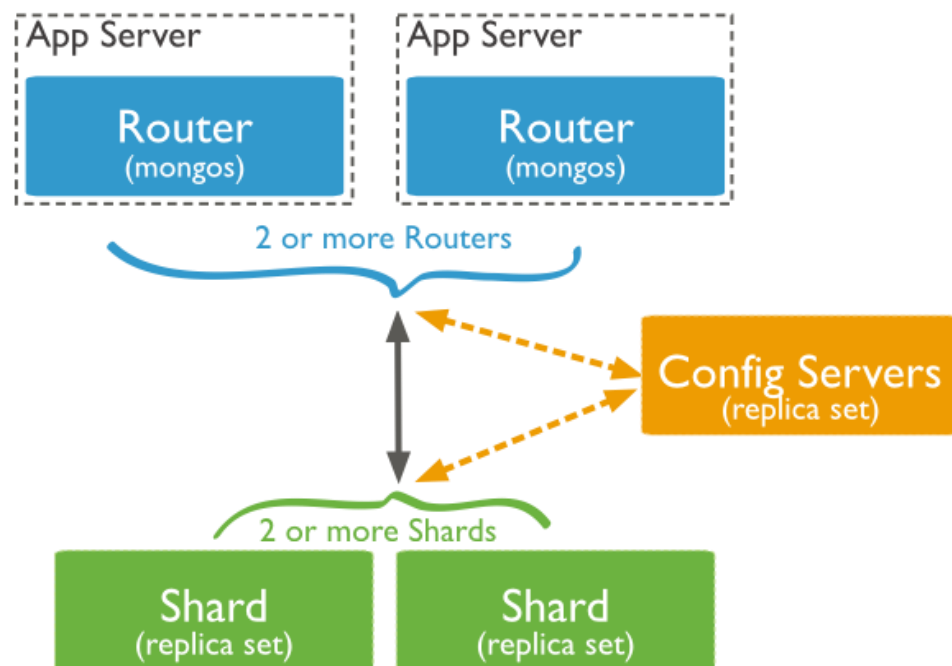 App Server
App Server
Router
(mongos)
Router
(mongos)
2 or more Routers
Config Servers
(replica set)
2 or more Shards
Shard
(replica set)
Shard
(replica set)